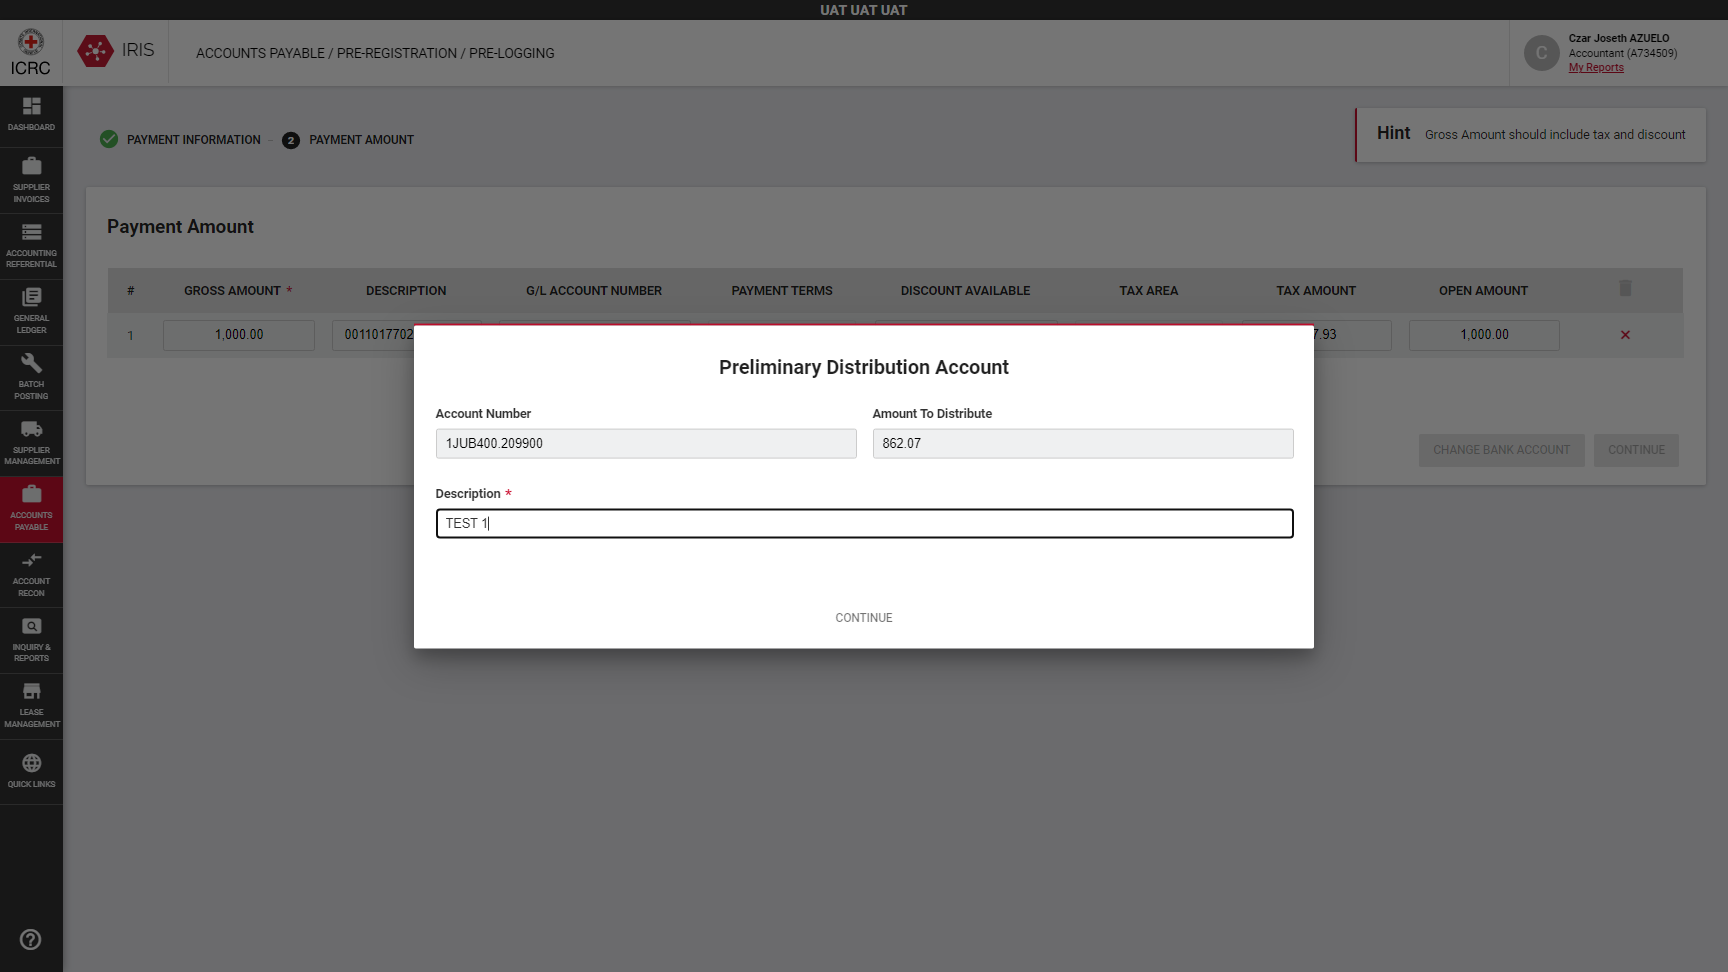 UAT UAT UAT
ICRC
IRIS
ACCOUNTS PAYABLE / PRE-REGISTRATION / PRE-LOGGING
C
Czar Joseth AZUELO
Accountant (A734509)
My Reports
DASHBOARD
SUPPLIER
INVOICES
ACCOUNTING
REFERENTIAL
GENERAL
LEDGER
BATCH
POSTING
SUPPLIER
MANAGEMENT
ACCOUNTS
PAYABLE
ACCOUNT
RECON
INQUIRY &
REPORTS
LEASE
MANAGEMENT
QUICK LINKS
PAYMENT INFORMATION - 2 PAYMENT AMOUNT
Hint Gross Amount should include tax and discount
Payment Amount
# GROSS AMOUNT * DESCRIPTION G/L ACCOUNT NUMBER PAYMENT TERMS DISCOUNT AVAILABLE TAX AREA TAX AMOUNT OPEN AMOUNT
1 1,000.00 0011017702 7.93 1,000.00
CHANGE BANK ACCOUNT CONTINUE
Preliminary Distribution Account
Account Number Amount To Distribute
1JUB400.209900 862.07
Description *
TEST 1
CONTINUE